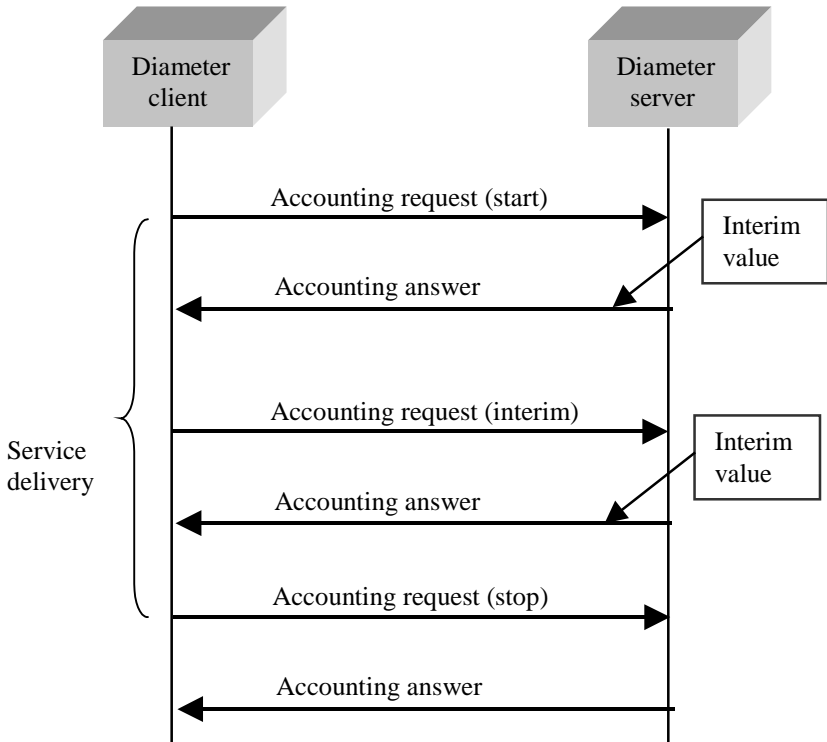 Diameter
client
Diameter
server
Accounting request (start)
Interim
value
Accounting answer
Accounting request (interim)
Interim
value
Service
delivery
Accounting answer
Accounting request (stop)
Accounting answer